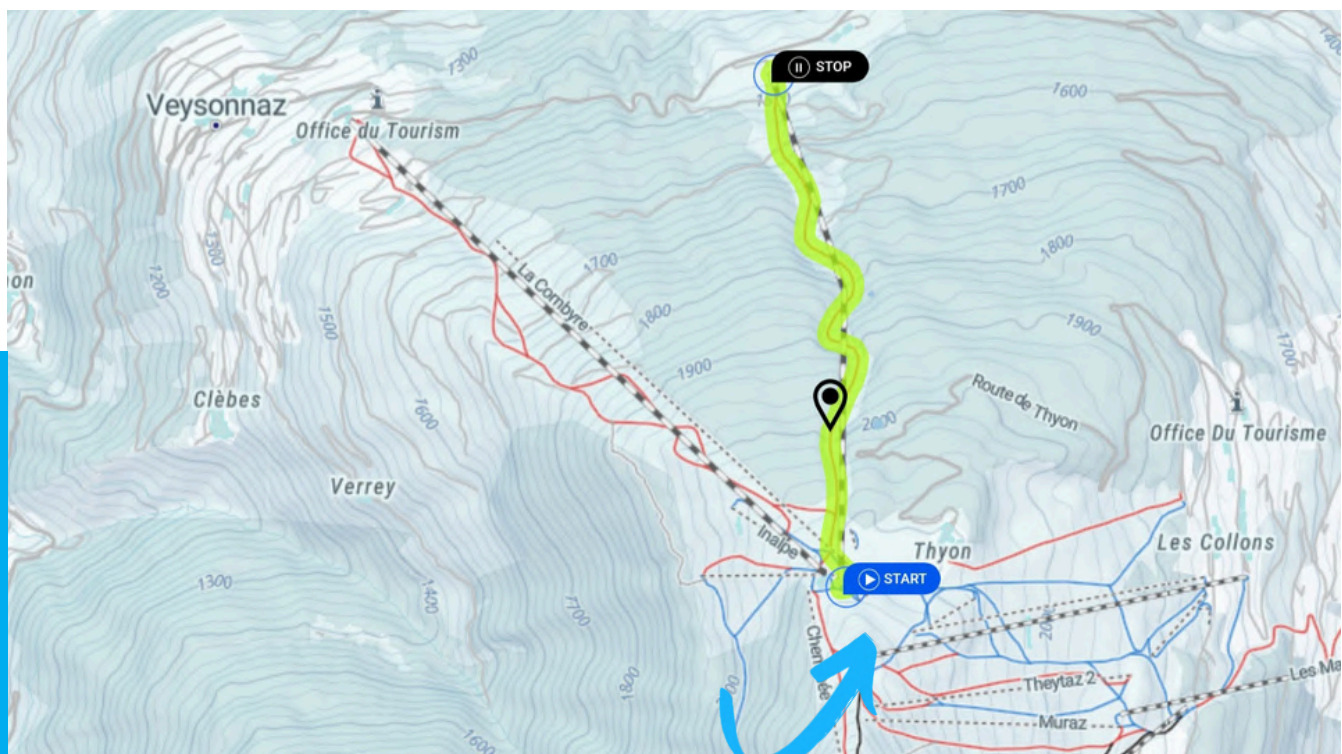 STOP
1300
1600
Veysonnaz
i
Office du Tourism
1700
1300
1800
1200
1700
La Combyre
1500
1800
1900
1700
1900
Route de Thyon
i
Clèbes
1600
2000
Office Du Tourisme
Verrey
Inalpe
Thyon
Les Collons
START
1300
1400
1700
1800
Theytaz 2
Muraz
Les Ma
1600